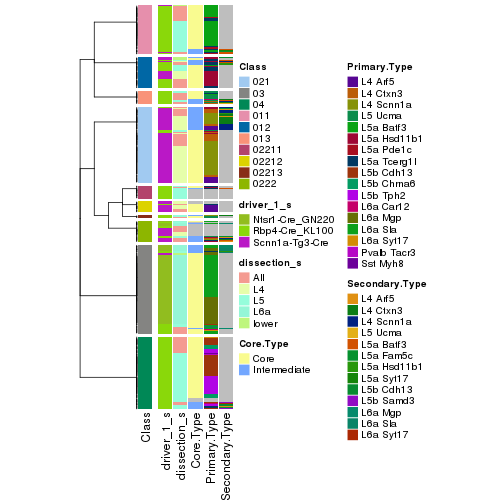 Class
021
03
04
011
012
013
02211
02212
02213
0222
driver_1_s
Ntsr1-Cre_GN220
Rbp4-Cre_KL100
Scnn1a-Tg3-Cre
dissection_s
All
L4
L5
L6a
lower
Core.Type
Core
Intermediate
Primary.Type
L4 Arf5
L4 Ctxn3
L4 Scnn1a
L5 Ucma
L5a Batf3
L5a Hsd11b1
L5a Pde1c
L5a Tcerg1l
L5b Cdh13
L5b Chrna6
L5b Tph2
L6a Car12
L6a Mgp
L6a Sla
L6a Syt17
Pvalb Tacr3
Sst Myh8
Secondary.Type
L4 Arf5
L4 Ctxn3
L4 Scnn1a
L5 Ucma
L5a Batf3
L5a Fam5c
L5a Hsd11b1
L5a Syt17
L5b Cdh13
L5b Samd3
L6a Mgp
L6a Sla
L6a Syt17
Class
driver_1_s
dissection_s
Core.Type
Primary.Type
Secondary.Type